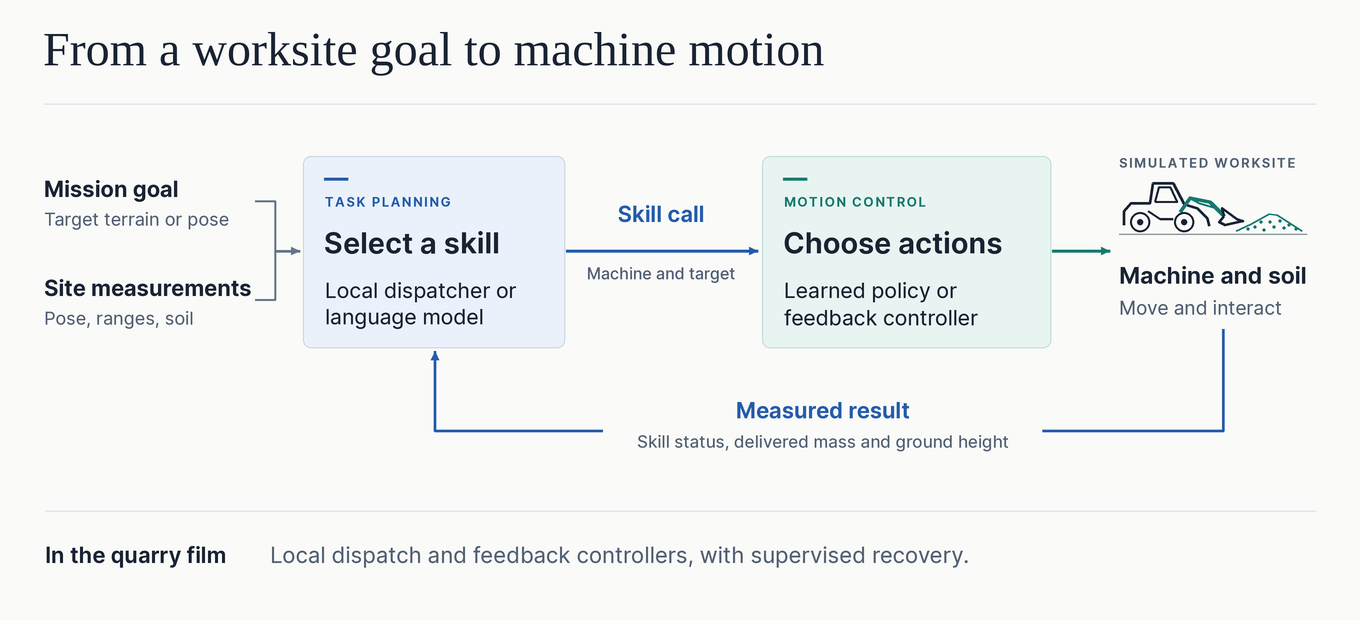 From a worksite goal to machine motion
Mission goal
Target terrain or pose
Site measurements
Pose, ranges, soil
TASK PLANNING
Select a skill
Local dispatcher or
language model
Skill call
Machine and target
MOTION CONTROL
Choose actions
Learned policy or
feedback controller
SIMULATED WORKSITE
Machine and soil
Move and interact
Measured result
Skill status, delivered mass and ground height
In the quarry film
Local dispatch and feedback controllers, with supervised recovery.